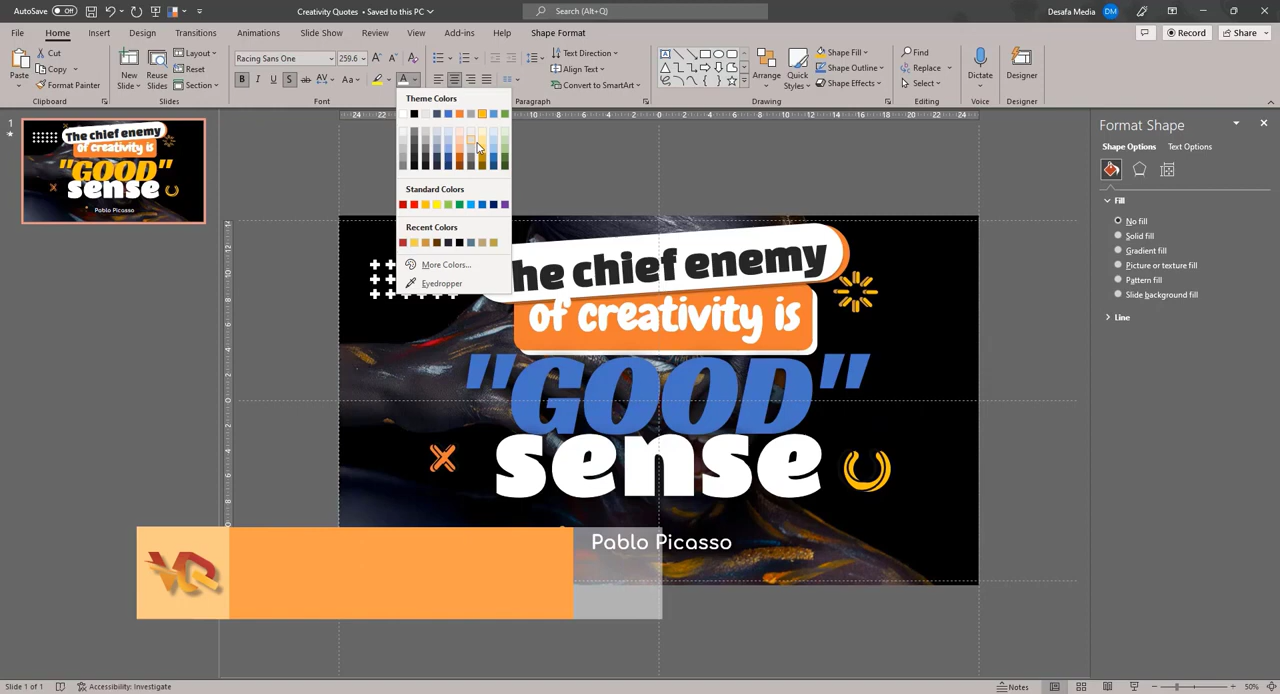 AutoSave Off Creativity Quotes • Saved to this PC Search (Alt+Q) Desafa Media DM
File Home Insert Design Transitions Animations Slide Show Review View Add-ins Help Shape Format Record Share
Paste Cut Copy Format Painter
Clipboard
New Slide Reuse Slides Layout Reset Section
Slides
Racing Sans One 259.6
B I U S ab AV Aa A
Font
Text Direction Align Text Convert to SmartArt
Paragraph
Arrange Quick Styles Shape Fill Shape Outline Shape Effects
Drawing
Find Replace Select
Editing
Dictate
Voice
Designer
Designer
Theme Colors
Standard Colors
Recent Colors
More Colors...
Eyedropper
1
The chief enemy
of creativity is
"GOOD"
sense
Pablo Picasso
he chief enemy
of creativity is
"GOOD"
sense
Pablo Picasso
VQ
Format Shape
Shape Options Text Options
Fill
No fill
Solid fill
Gradient fill
Picture or texture fill
Pattern fill
Slide background fill
Line
Slide 1 of 1 Accessibility: Investigate Notes 50%